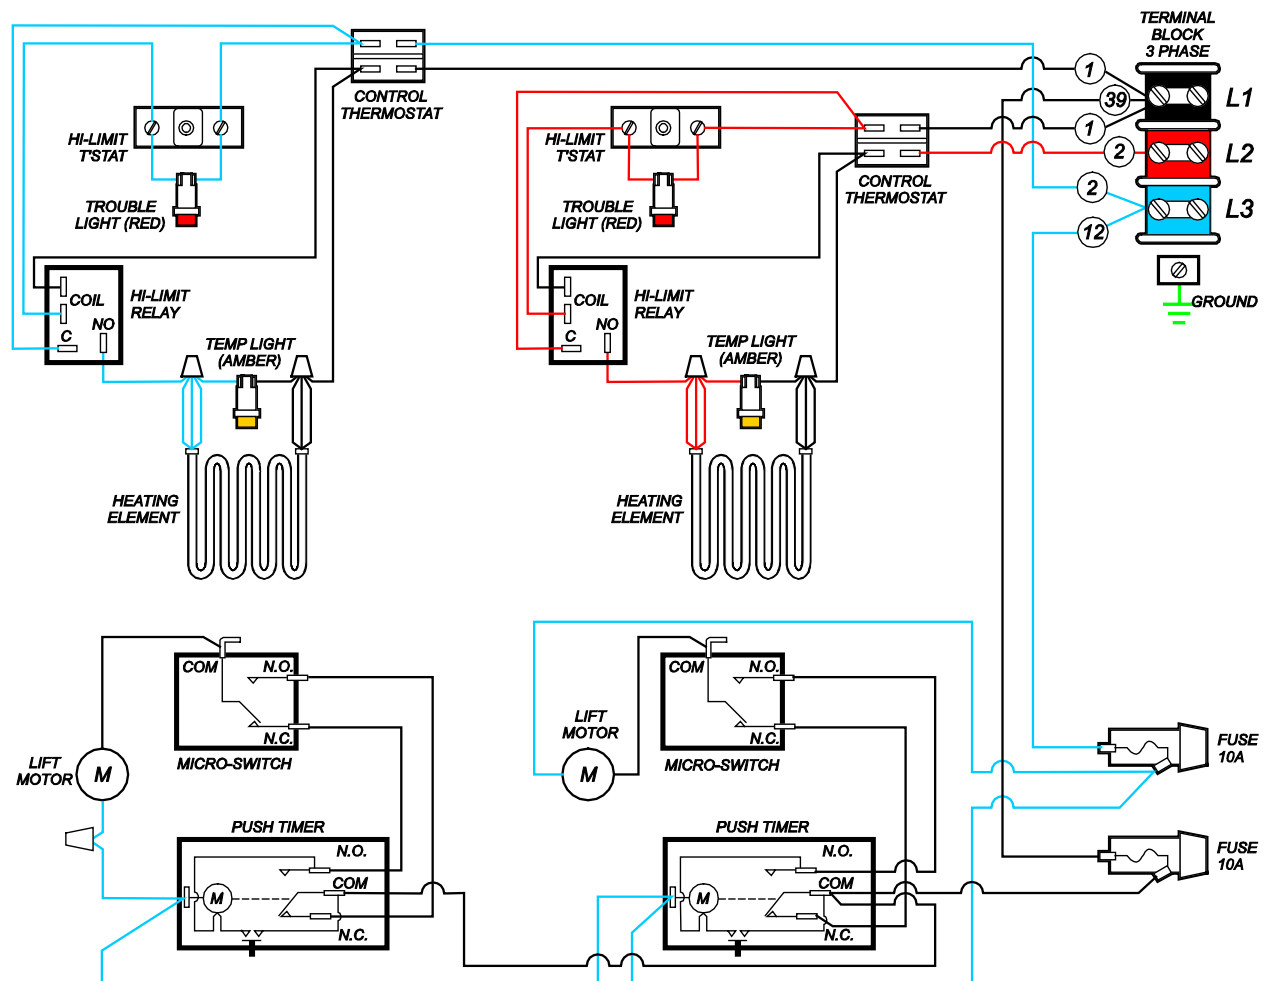 TERMINAL
BLOCK
3 PHASE
1
39
1
2
2
12
L1
L2
L3
GROUND
CONTROL
THERMOSTAT
HI-LIMIT
T'STAT
TROUBLE
LIGHT (RED)
COIL
NO
C
HI-LIMIT
RELAY
TEMP LIGHT
(AMBER)
HEATING
ELEMENT
HI-LIMIT
T'STAT
TROUBLE
LIGHT (RED)
CONTROL
THERMOSTAT
COIL
NO
C
HI-LIMIT
RELAY
TEMP LIGHT
(AMBER)
HEATING
ELEMENT
COM
N.O.
N.C.
MICRO-SWITCH
LIFT
MOTOR
M
PUSH TIMER
N.O.
COM
M
N.C.
COM
N.O.
N.C.
MICRO-SWITCH
LIFT
MOTOR
M
PUSH TIMER
N.O.
COM
M
N.C.
FUSE
10A
FUSE
10A